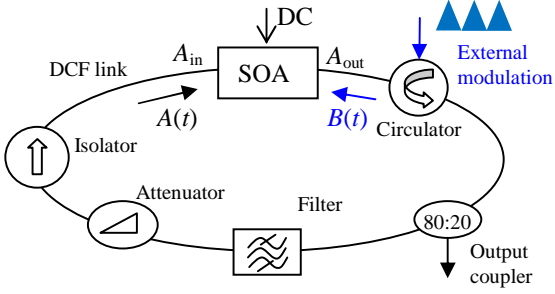 DC
External
modulation
DCF link
A_in
SOA
A_out
A(t)
B(t)
Circulator
Isolator
Attenuator
Filter
80:20
Output
coupler